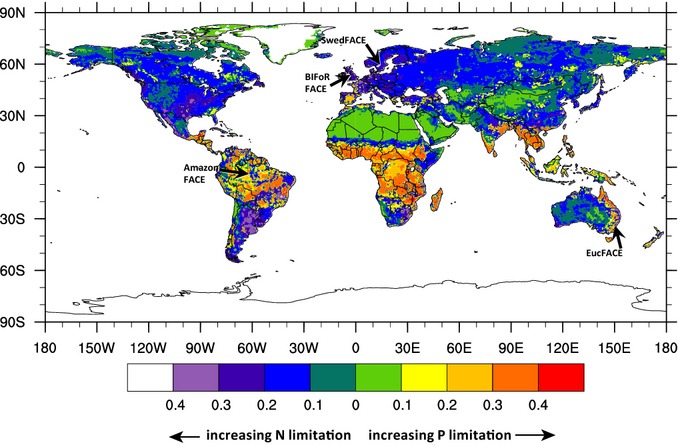 90N
60N
30N
0
30S
60S
90S
SwedFACE
BIFoR
FACE
Amazon
FACE
EucFACE
180 150W 120W 90W 60W 30W 0 30E 60E 90E 120E 150E 180
0.4 0.3 0.2 0.1 0 0.1 0.2 0.3 0.4
increasing N limitation increasing P limitation